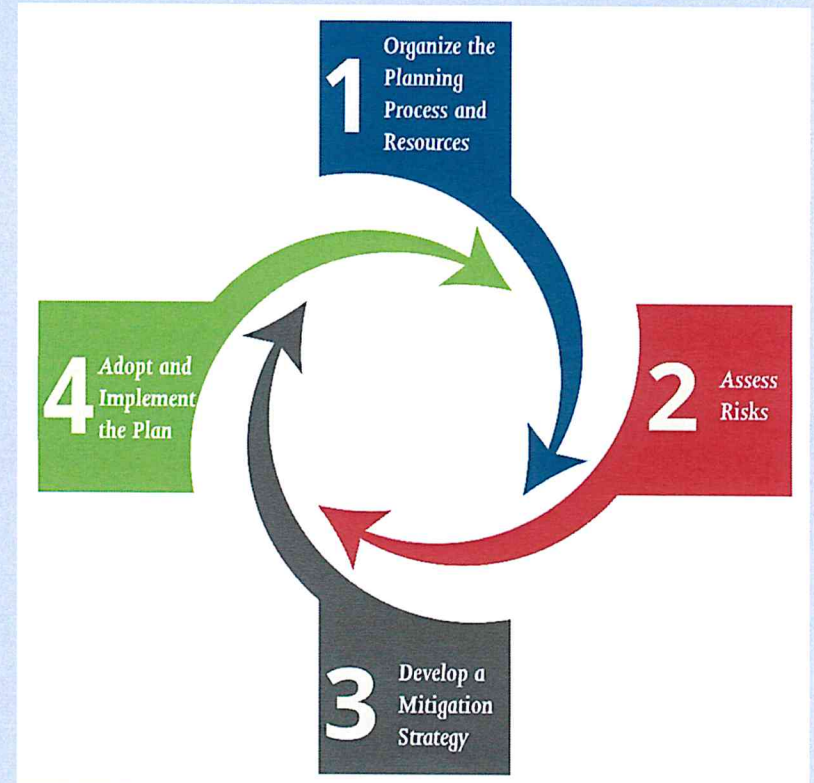 1
Organize the
Planning
Process and
Resources
2
Assess
Risks
3
Develop a
Mitigation
Strategy
4
Adopt and
Implement
the Plan